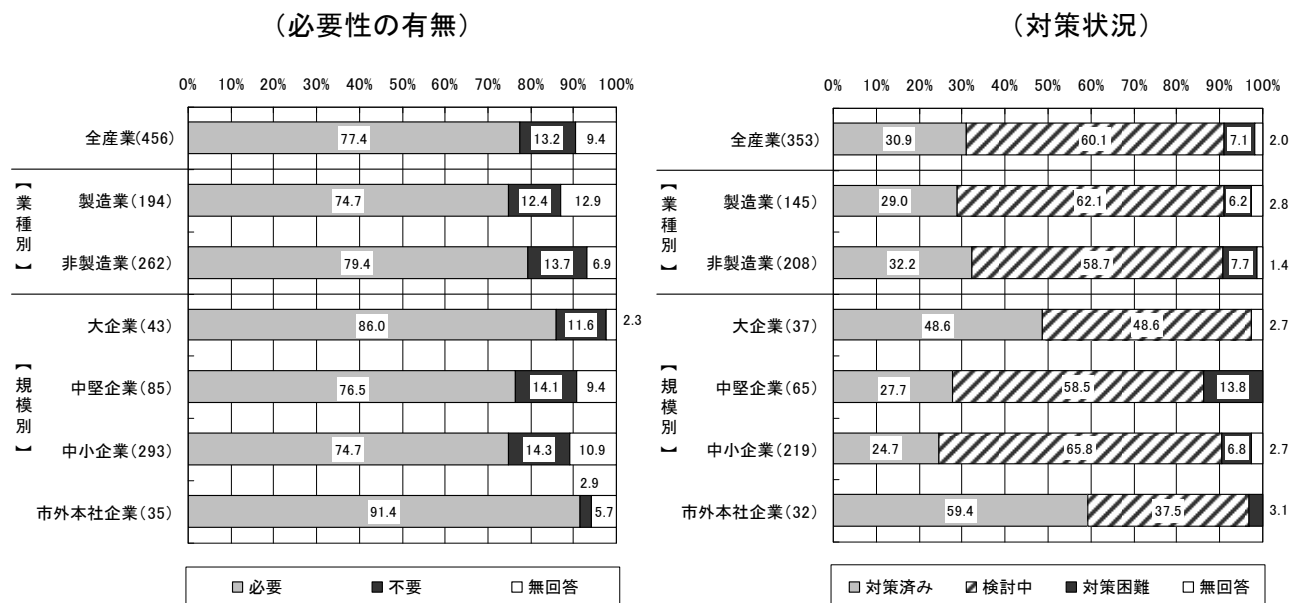 (必要性の有無)
0% 10% 20% 30% 40% 50% 60% 70% 80% 90% 100%
全産業(456) 77.4 13.2 9.4
【業種別】
製造業(194) 74.7 12.4 12.9
非製造業(262) 79.4 13.7 6.9
【規模別】
大企業(43) 86.0 11.6 2.3
中堅企業(85) 76.5 14.1 9.4
中小企業(293) 74.7 14.3 10.9
市外本社企業(35) 91.4 2.9 5.7
必要 不要 無回答
(対策状況)
0% 10% 20% 30% 40% 50% 60% 70% 80% 90% 100%
全産業(353) 30.9 60.1 7.1 2.0
【業種別】
製造業(145) 29.0 62.1 6.2 2.8
非製造業(208) 32.2 58.7 7.7 1.4
【規模別】
大企業(37) 48.6 48.6 2.7
中堅企業(65) 27.7 58.5 13.8
中小企業(219) 24.7 65.8 6.8 2.7
市外本社企業(32) 59.4 37.5 3.1
対策済み 検討中 対策困難 無回答